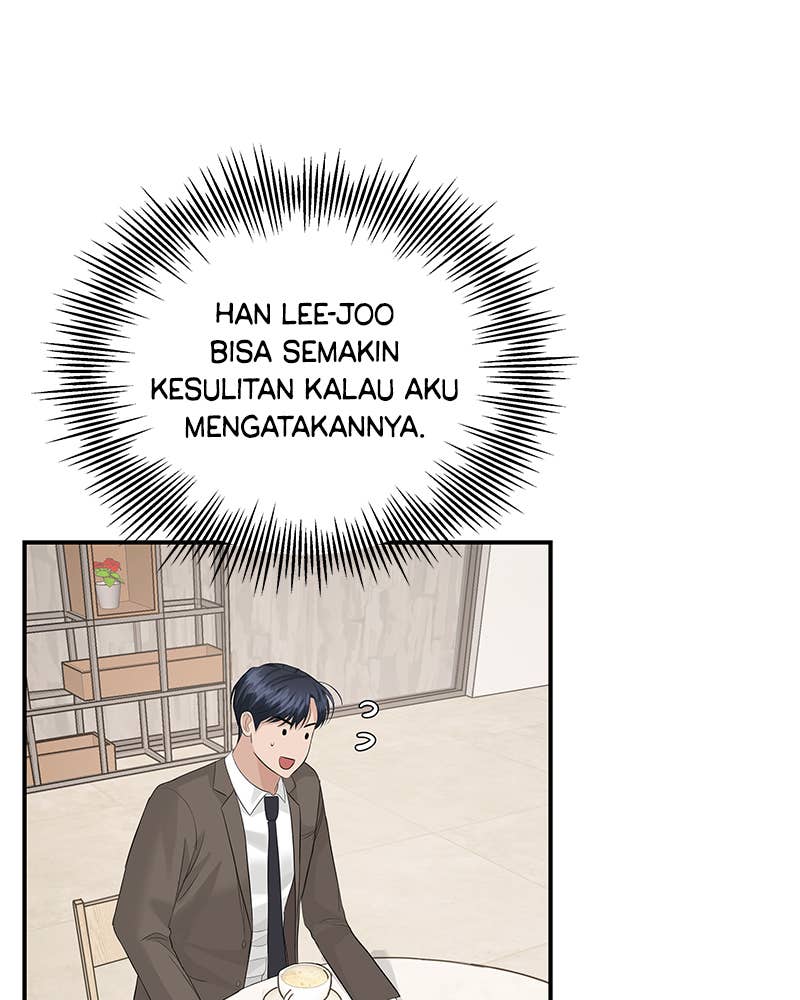 HAN LEE-JOO
BISA SEMAKIN
KESULITAN KALAU AKU
MENGATAKANNYA.